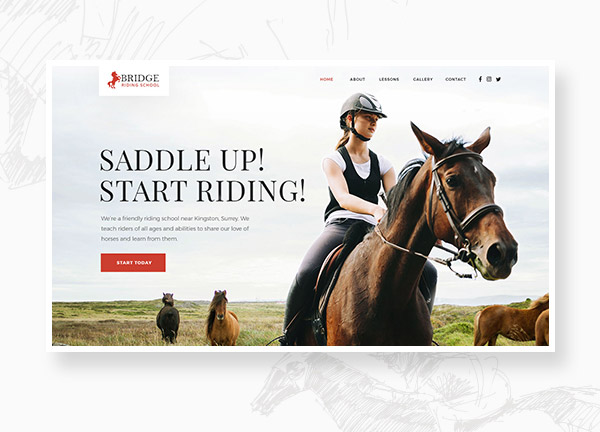 BRIDGE
RIDING SCHOOL
HOME ABOUT LESSONS GALLERY CONTACT
SADDLE UP!
START RIDING!
We're a friendly riding school near Kingston, Surrey. We
teach riders of all ages and abilities to share our love of
horses and learn from them.
START TODAY